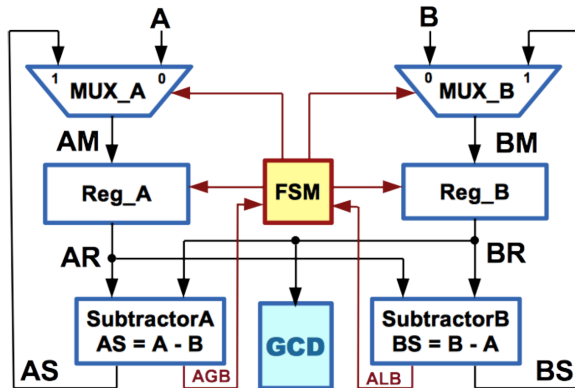 A
B
1
0
0
1
MUX_A
MUX_B
AM
BM
Reg_A
FSM
Reg_B
AR
BR
SubtractorA
AS = A - B
GCD
SubtractorB
BS = B - A
AS
AGB
ALB
BS